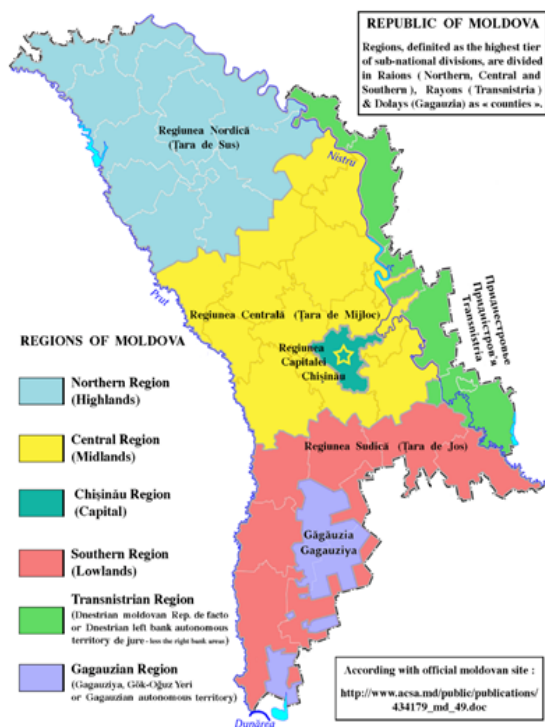 REPUBLIC OF MOLDOVA
Regions, defined as the highest tier
of sub-national divisions, are divided
in Raions (Northern, Central and
Southern), Rayons (Transnistria)
& Dolays (Gagauzia) as « counties ».
Regiunea Nordică
(Țara de Sus)
Nistru
Prut
Regiunea Centrală (Țara de Mijloc)
Regiunea
Capitalei
Chișinău
Приднестровье
Придністров'я
Transnistria
Regiunea Sudică (Țara de Jos)
Găgăuzia
Gagauziya
Dunărea
REGIONS OF MOLDOVA
Northern Region
(Highlands)
Central Region
(Midlands)
Chișinău Region
(Capital)
Southern Region
(Lowlands)
Transnistrian Region
(Dnestrian moldovan Rep. de facto
or Dnestrian left bank autonomous
territory de jure - less the right bank areas)
Gagauzian Region
(Gagauziya, Gök-Oğuz Yeri
or Gagauzian autonomous territory)
According with official moldovan site :
http://www.acsa.md/public/publications/
434179_md_49.doc